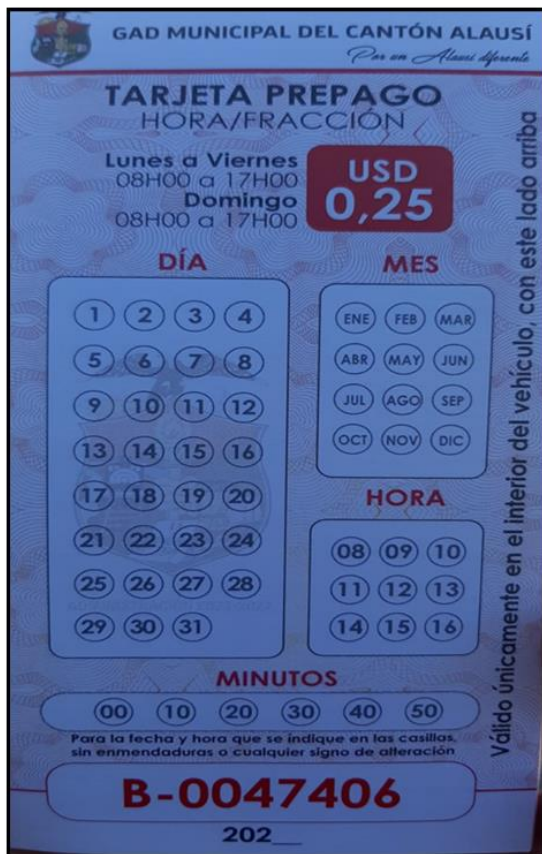 GAD MUNICIPAL DEL CANTÓN ALAUSÍ
Por un Alausí diferente
TARJETA PREPAGO
HORA/FRACCIÓN
Lunes a Viernes
08H00 a 17H00
Domingo
08H00 a 17H00
USD
0,25
DÍA
1 2 3 4
5 6 7 8
9 10 11 12
13 14 15 16
17 18 19 20
21 22 23 24
25 26 27 28
29 30 31
MES
ENE FEB MAR
ABR MAY JUN
JUL AGO SEP
OCT NOV DIC
HORA
08 09 10
11 12 13
14 15 16
MINUTOS
00 10 20 30 40 50
Para la fecha y hora que se indique en las casillas,
sin enmendaduras o cualquier signo de alteración
B-0047406
202__
Válido únicamente en el interior del vehículo, con este lado arriba